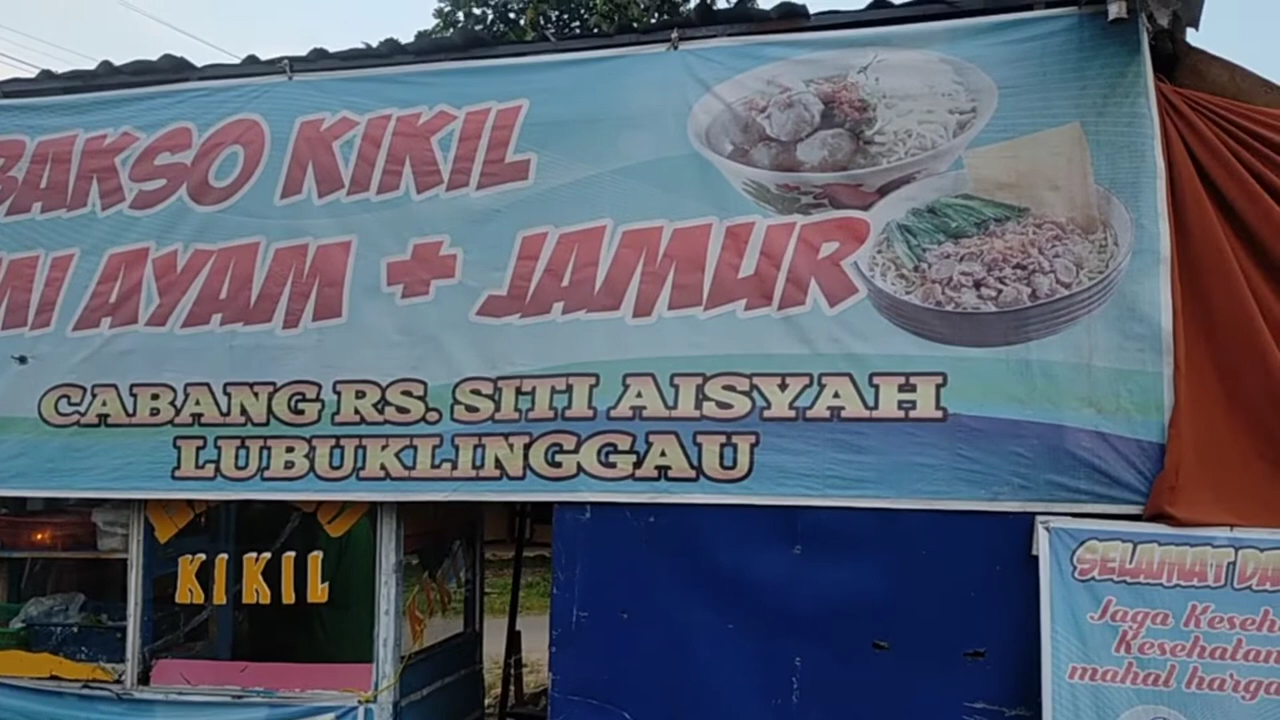 BAKSO KIKIL
MI AYAM + JAMUR
CABANG RS. SITI AISYAH
LUBUKLINGGAU
KIKIL
SELAMAT DA
Jaga Keseh
Kesehatan
mahal harga